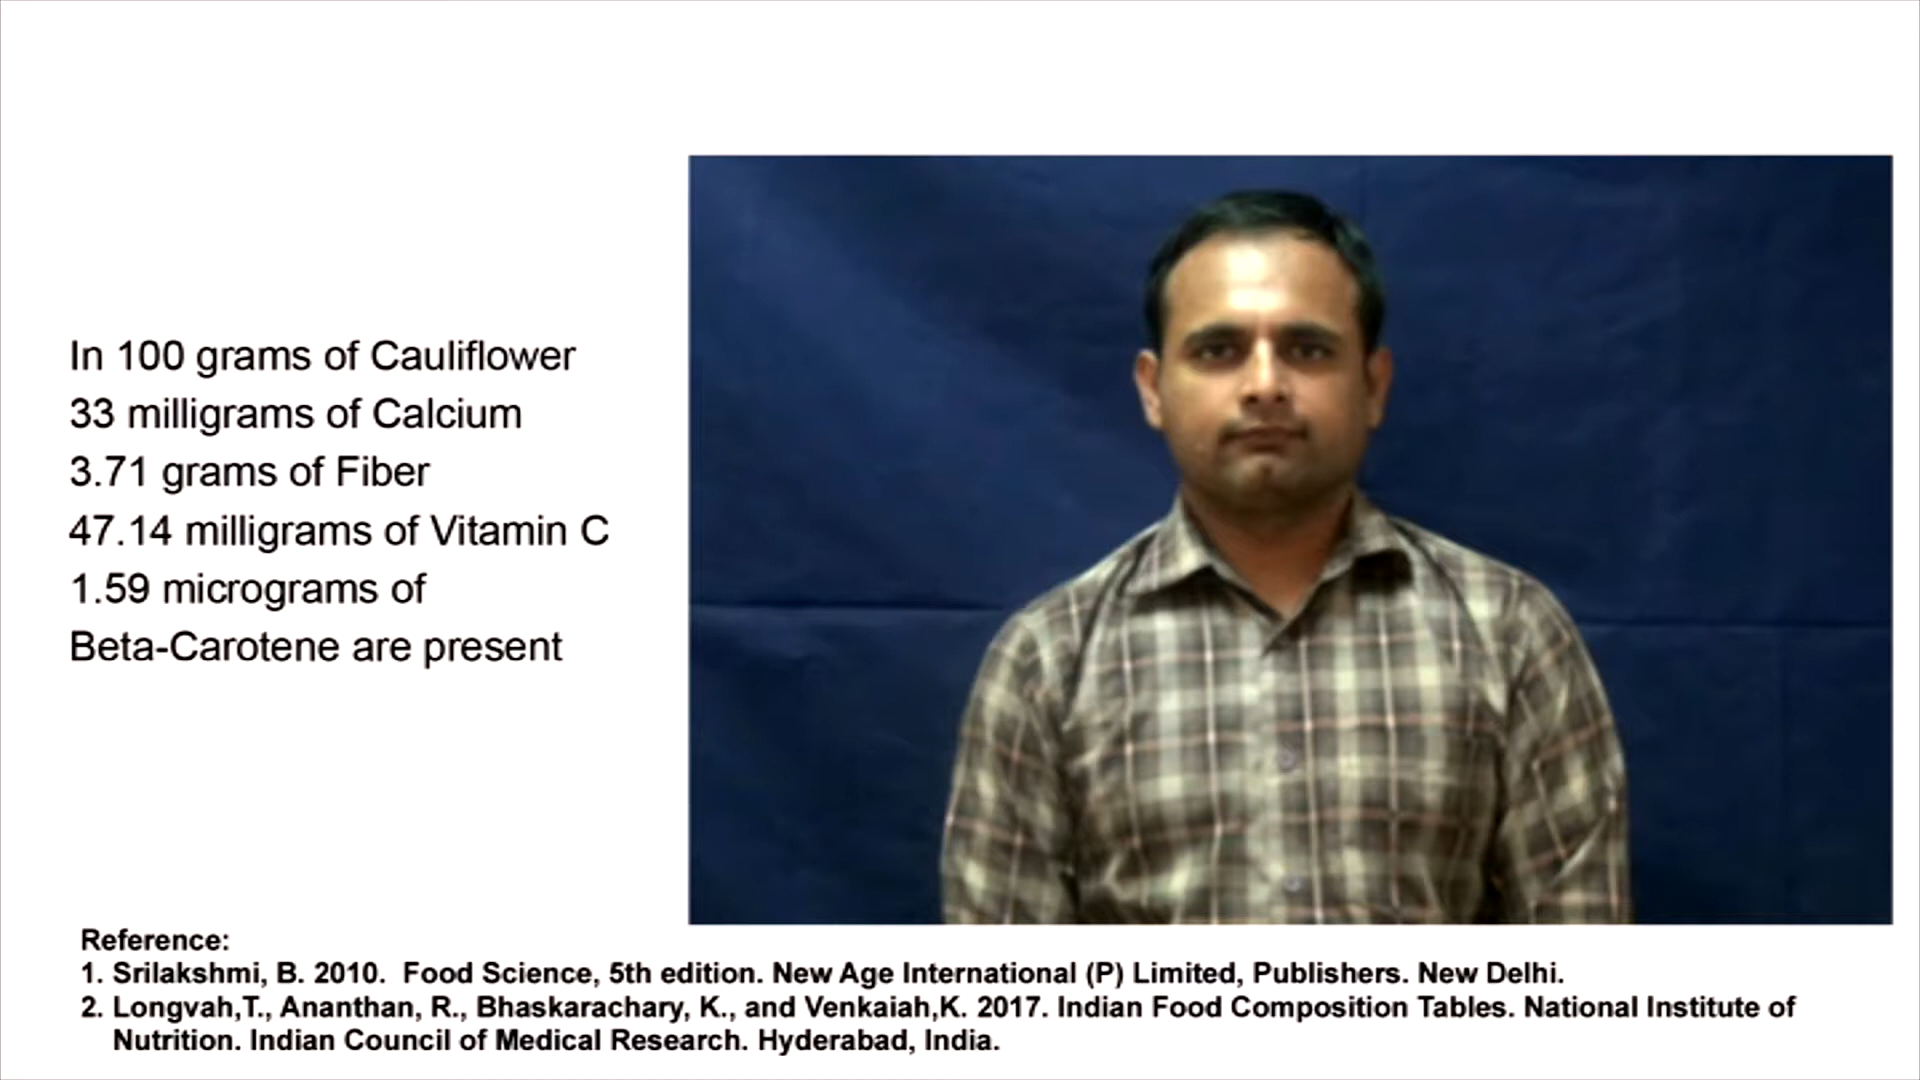 In 100 grams of Cauliflower
33 milligrams of Calcium
3.71 grams of Fiber
47.14 milligrams of Vitamin C
1.59 micrograms of
Beta-Carotene are present
Reference:
1. Srilakshmi, B. 2010.  Food Science, 5th edition. New Age International (P) Limited, Publishers. New Delhi.
2. Longvah,T., Ananthan, R., Bhaskarachary, K., and Venkaiah,K. 2017. Indian Food Composition Tables. National Institute of
Nutrition. Indian Council of Medical Research. Hyderabad, India.